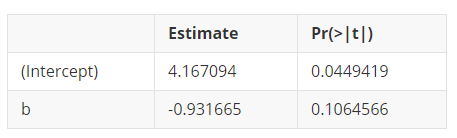 Estimate Pr(>|t|)
(Intercept) 4.167094 0.0449419
b -0.931665 0.1064566